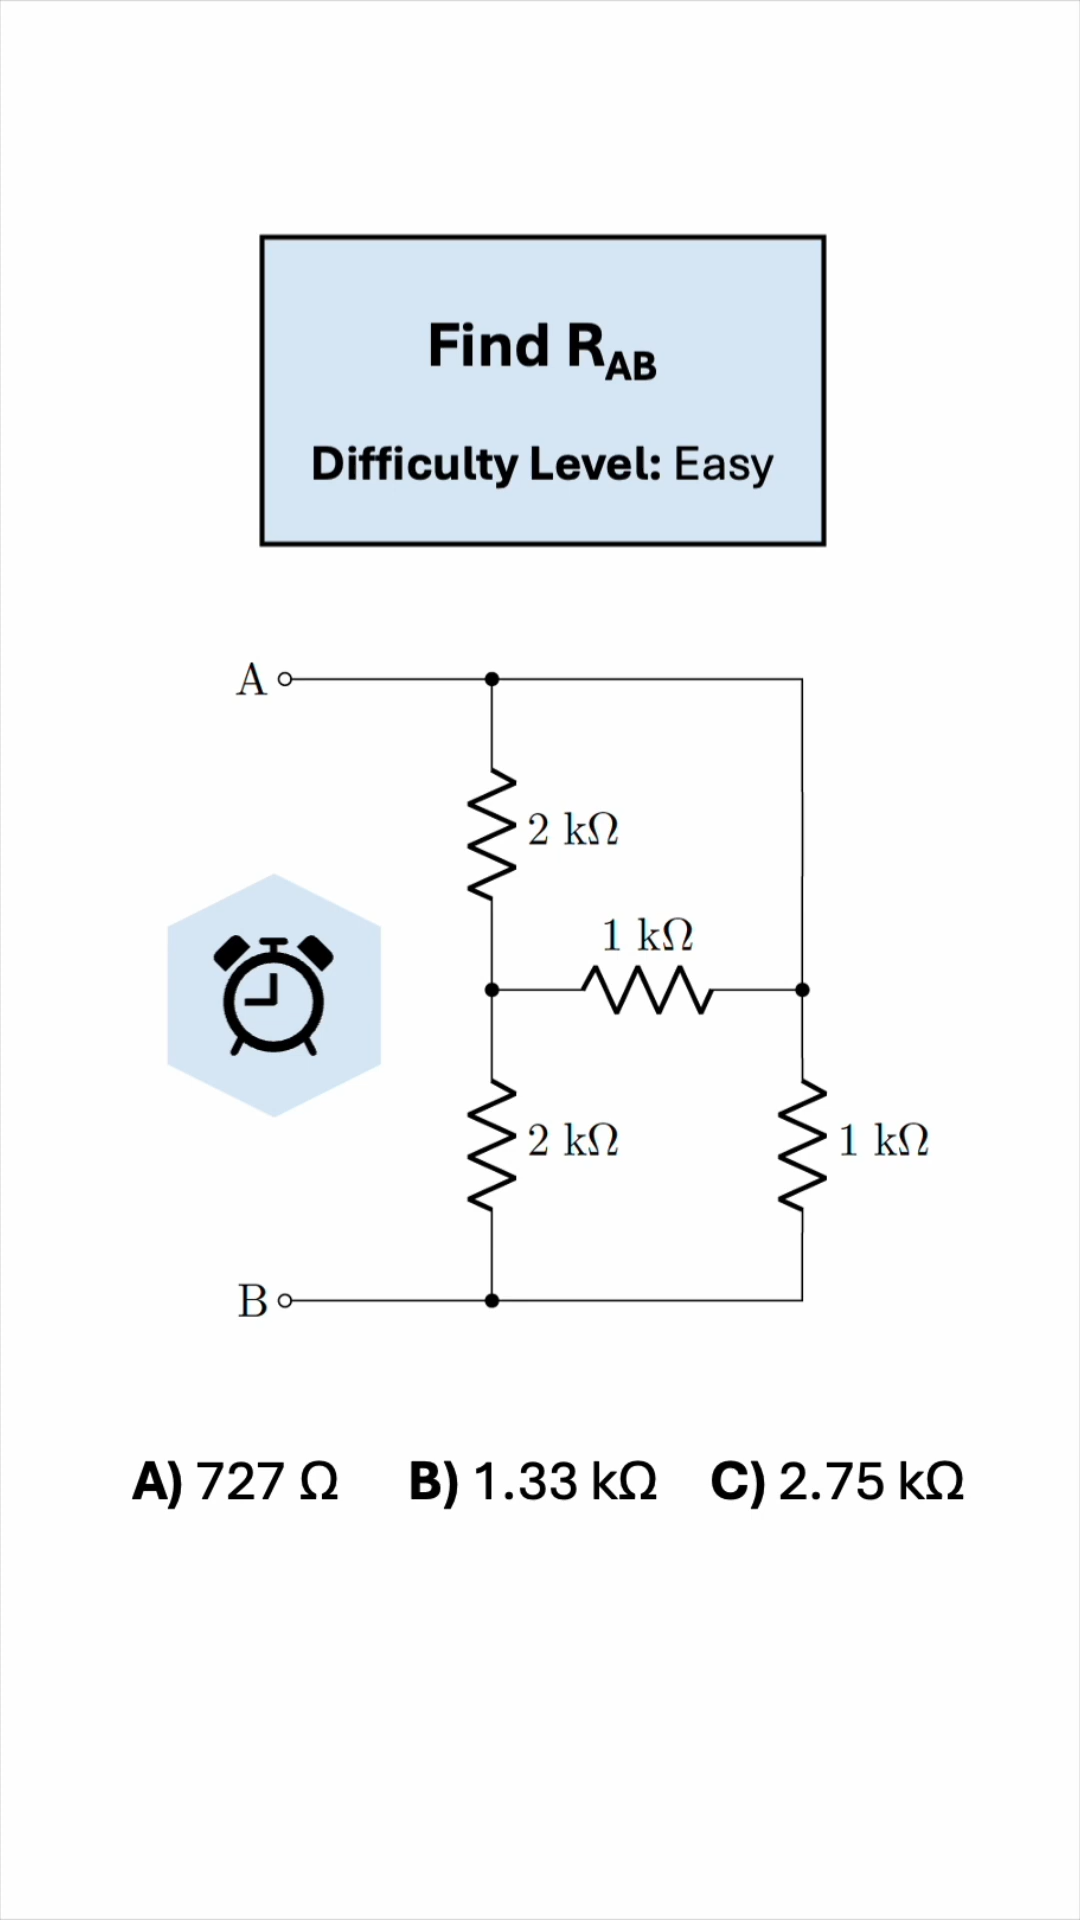 Find R_AB
Difficulty Level: Easy
A
2 kΩ
1 kΩ
2 kΩ
1 kΩ
B
A) 727 Ω B) 1.33 kΩ C) 2.75 kΩ